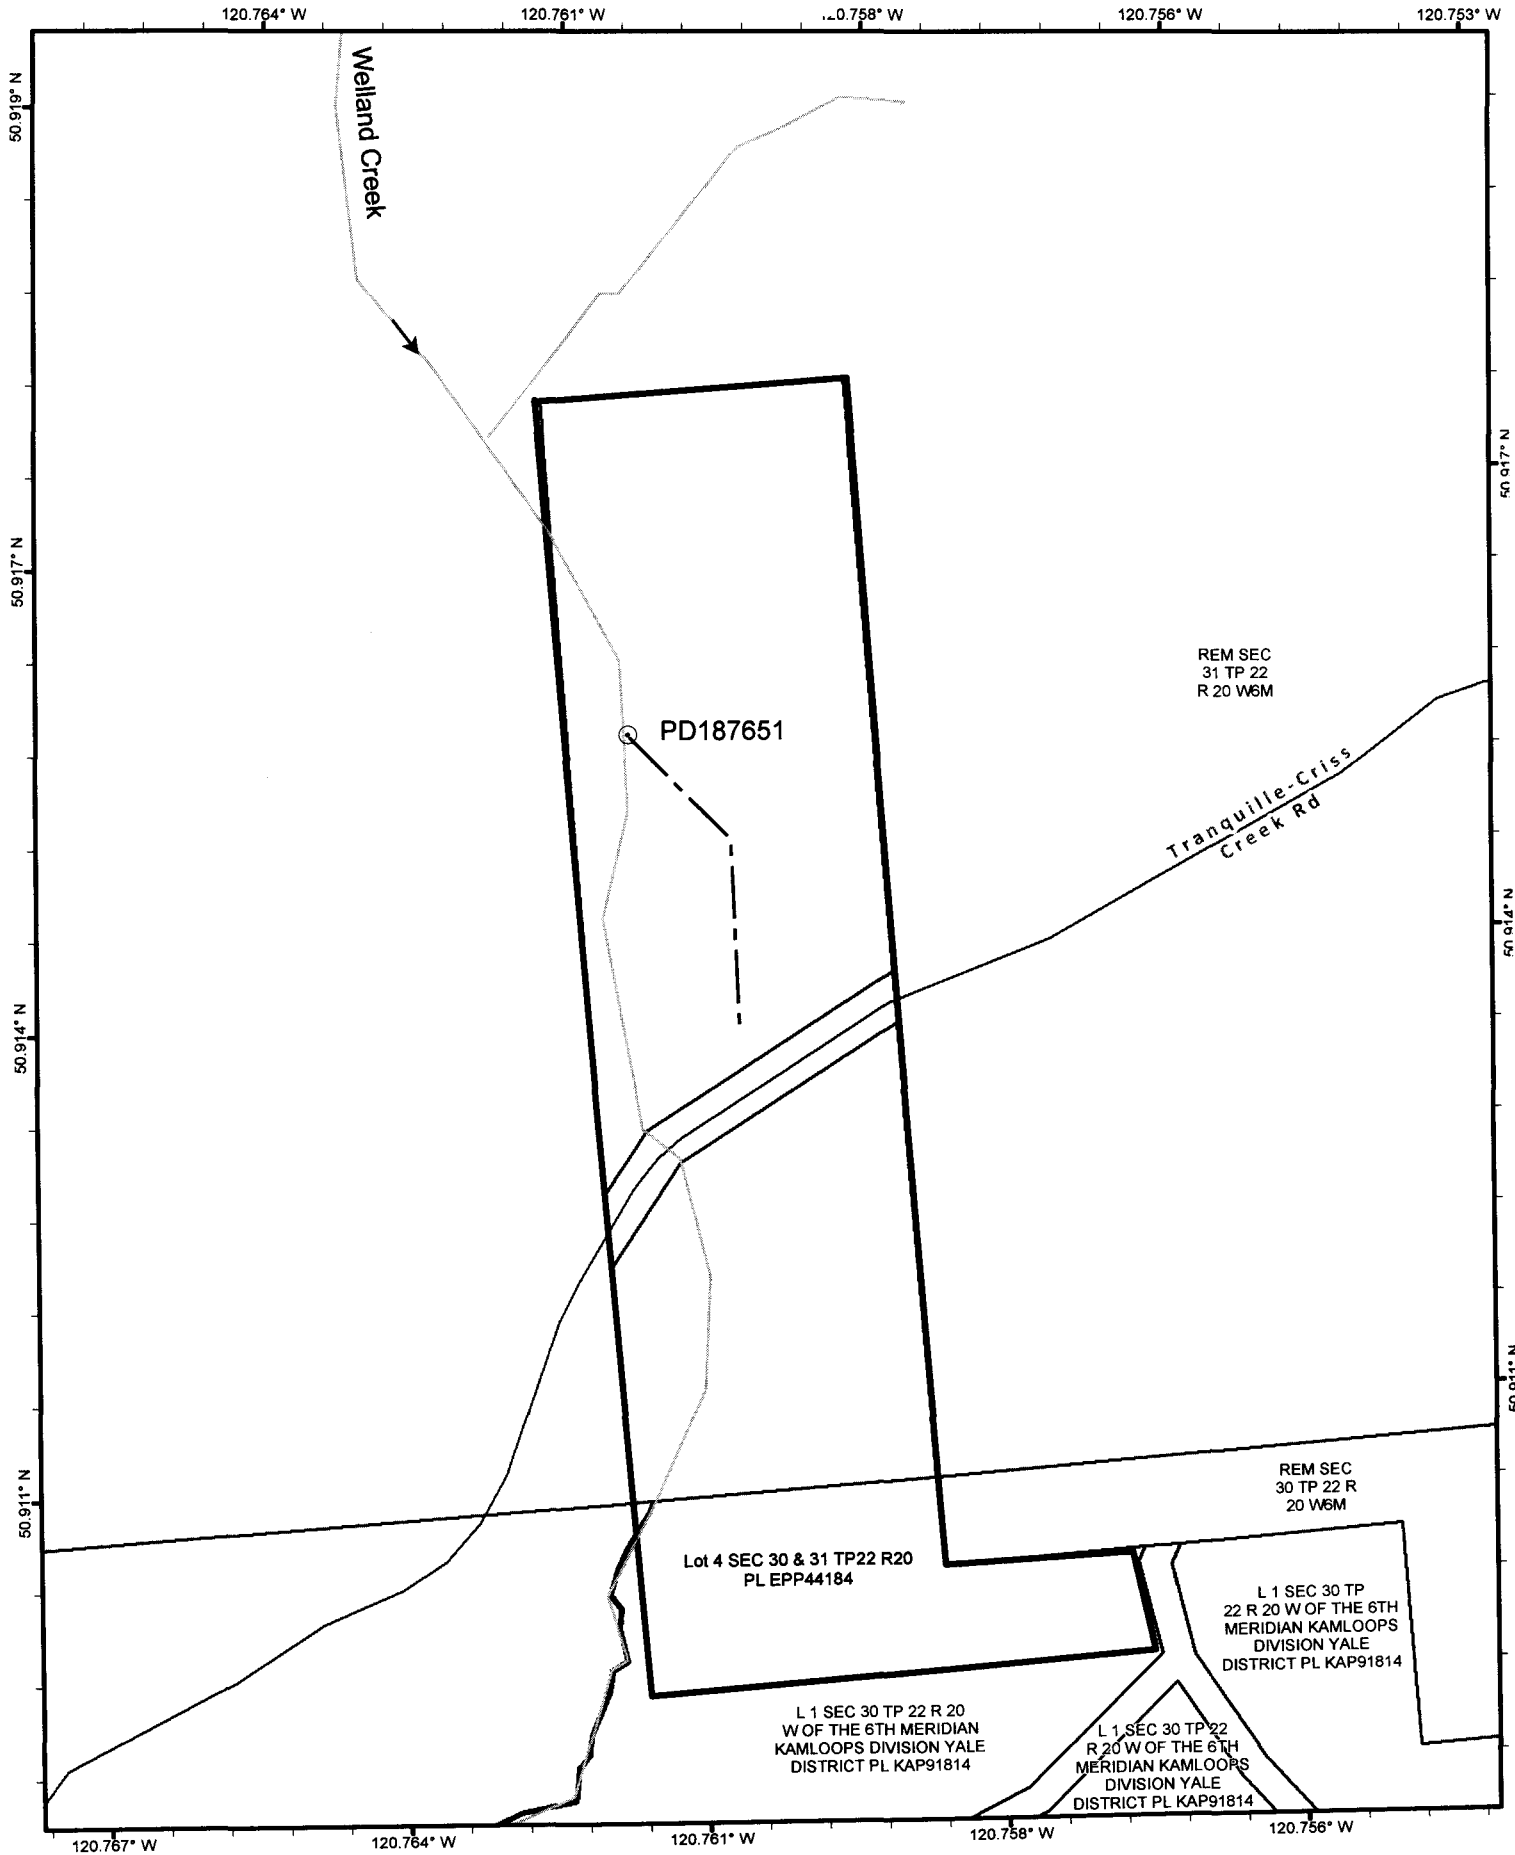 120.764° W
120.761° W
120.758° W
120.756° W
120.753° W
50.919° N
Welland Creek
50.917° N
50.917° N
REM SEC
31 TP 22
R 20 W6M
PD187651
Tranquille-Criss
Creek Rd
50.914° N
50.914° N
50.911° N
50.911° N
REM SEC
30 TP 22 R
20 W6M
Lot 4 SEC 30 & 31 TP22 R20
PL EPP44184
L 1 SEC 30 TP
22 R 20 W OF THE 6TH
MERIDIAN KAMLOOPS
DIVISION YALE
DISTRICT PL KAP91814
L 1 SEC 30 TP 22 R 20
W OF THE 6TH MERIDIAN
KAMLOOPS DIVISION YALE
DISTRICT PL KAP91814
L 1 SEC 30 TP 22
R 20 W OF THE 6TH
MERIDIAN KAMLOOPS
DIVISION YALE
DISTRICT PL KAP91814
120.767° W
120.764° W
120.761° W
120.758° W
120.756° W